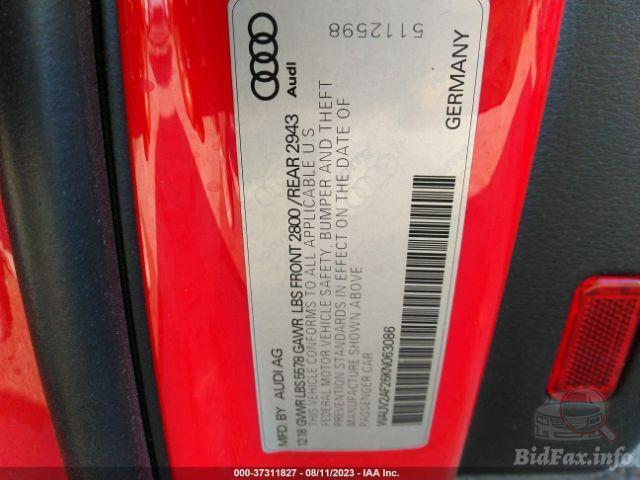 5112598
Audi
GERMANY
MFD. BY AUDI AG
12 18 GVWR LBS 5578 GAWR LBS FRONT 2800 / REAR 2943
THIS VEHICLE CONFORMS TO ALL APPLICABLE U.S.
FEDERAL MOTOR VEHICLE SAFETY, BUMPER AND THEFT
PREVENTION STANDARDS IN EFFECT ON THE DATE OF
MANUFACTURE SHOWN ABOVE
PASSENGER CAR
WAUV2AF26KN063086
000-37311827 - 08/11/2023 - IAA Inc.
BidFax.info